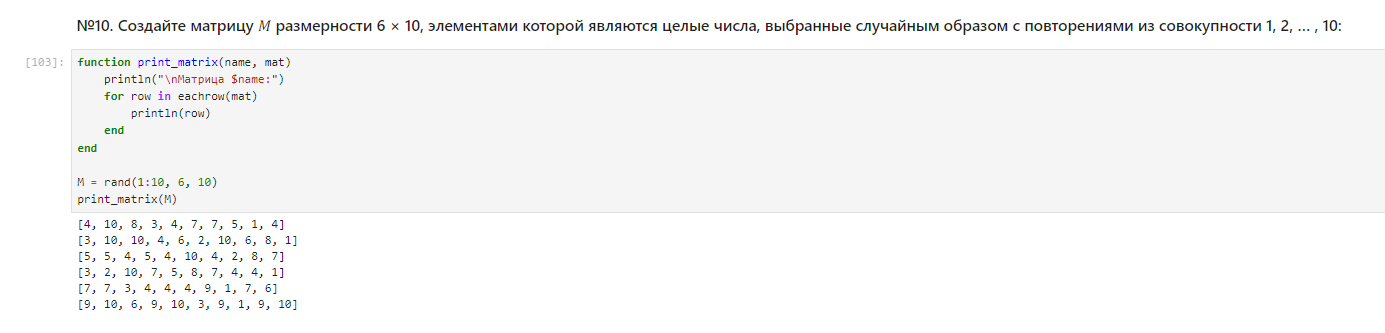 №10. Создайте матрицу M размерности 6 × 10, элементами которой являются целые числа, выбранные случайным образом с повторениями из совокупности 1, 2, … , 10:
[103]: function print_matrix(name, mat)
println("\nМатрица $name:")
for row in eachrow(mat)
println(row)
end
end
M = rand(1:10, 6, 10)
print_matrix(M)
[4, 10, 8, 3, 4, 7, 7, 5, 1, 4]
[3, 10, 10, 4, 6, 2, 10, 6, 8, 1]
[5, 5, 4, 5, 4, 10, 4, 2, 8, 7]
[3, 2, 10, 7, 5, 8, 7, 4, 4, 1]
[7, 7, 3, 4, 4, 4, 9, 1, 7, 6]
[9, 10, 6, 9, 10, 3, 9, 1, 9, 10]